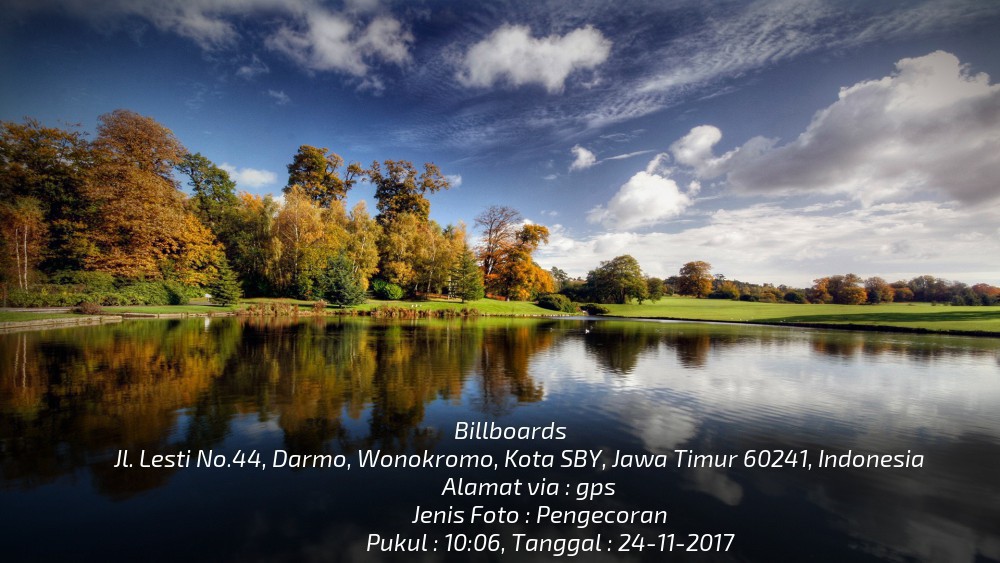 Billboards
Jl. Lesti No.44, Darmo, Wonokromo, Kota SBY, Jawa Timur 60241, Indonesia
Alamat via : gps
Jenis Foto : Pengecoran
Pukul : 10:06, Tanggal : 24-11-2017